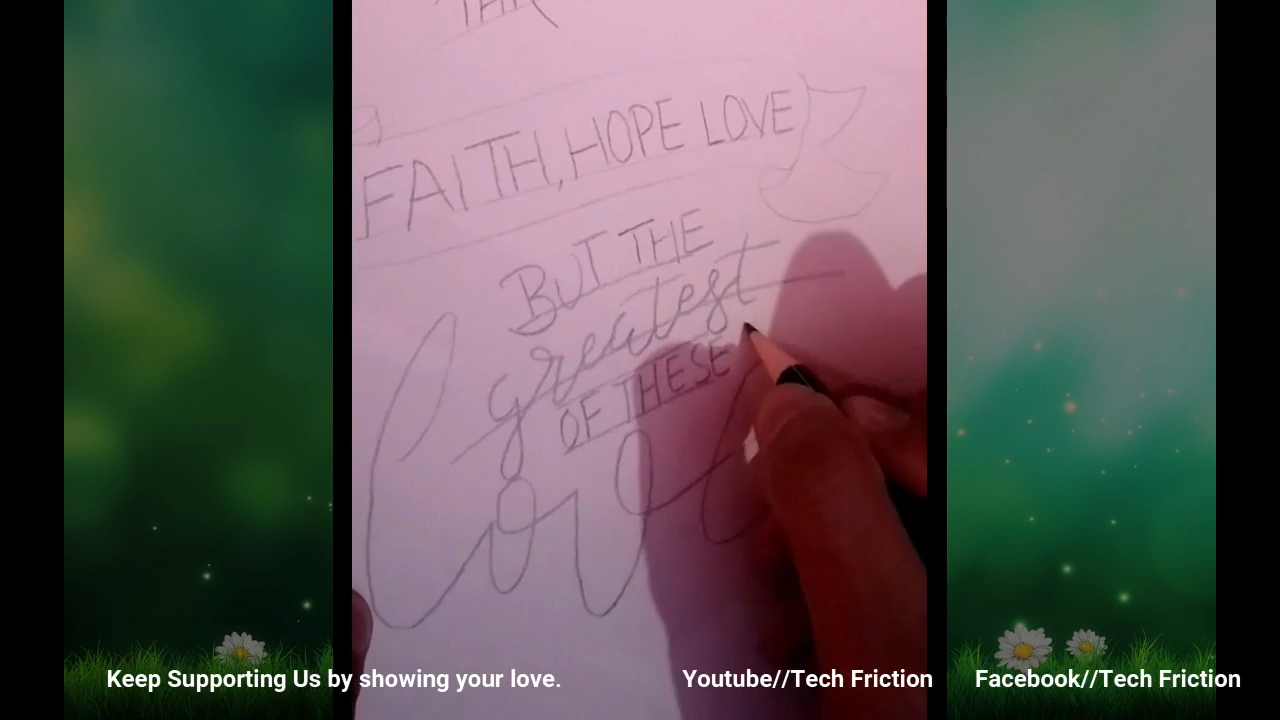 FAITH, HOPE LOVE
BUT THE
greatest
OF THESE
love
Keep Supporting Us by showing your love.
Youtube//Tech Friction
Facebook//Tech Friction